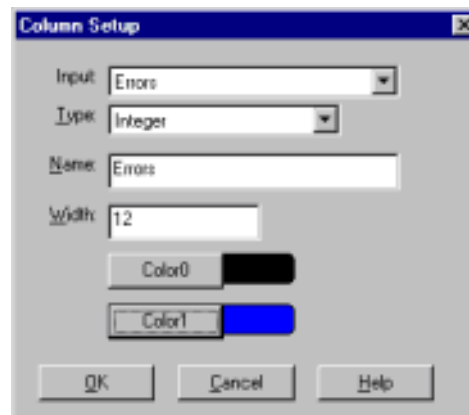 Column Setup
Input: Errors
Type: Integer
Name: Errors
Width: 12
Color0
Color1
OK Cancel Help